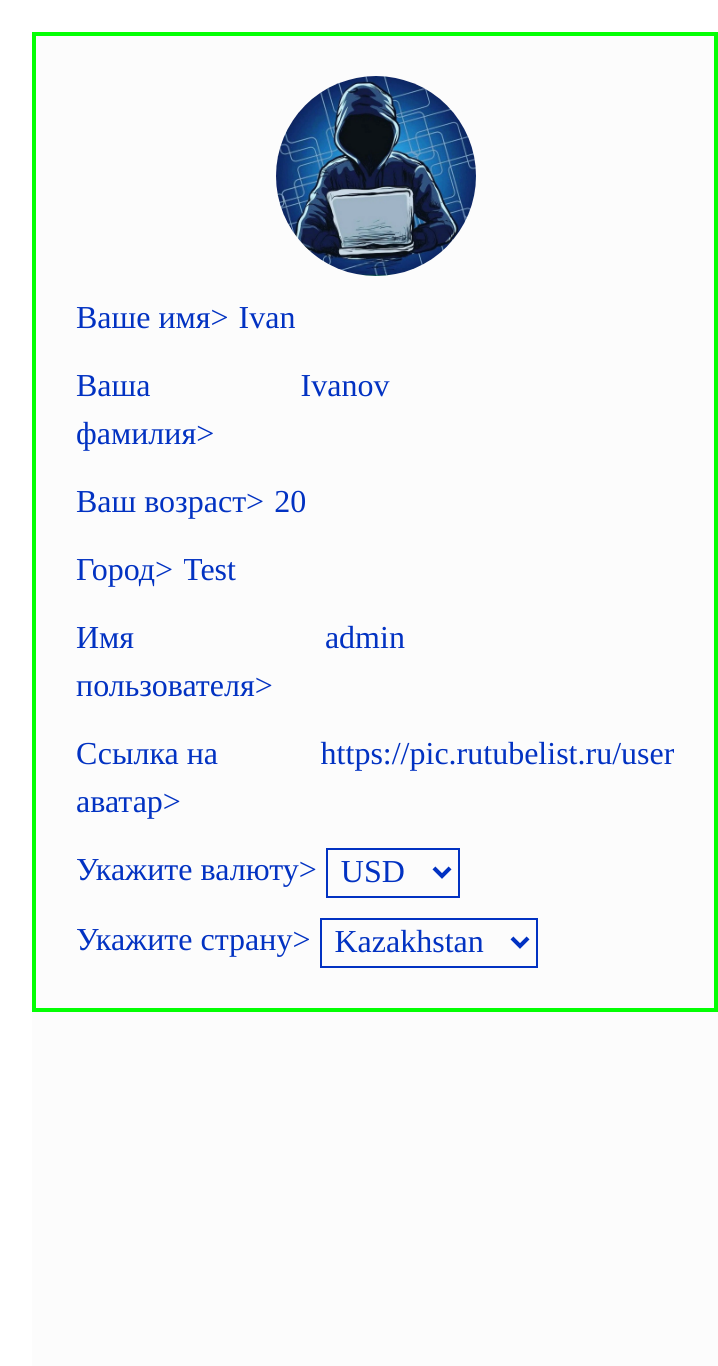 Ваше имя> Ivan
Ваша Ivanov
фамилия>
Ваш возраст> 20
Город> Test
Имя admin
пользователя>
Ссылка на https://pic.rutubelist.ru/user
аватар>
Укажите валюту> USD
Укажите страну> Kazakhstan